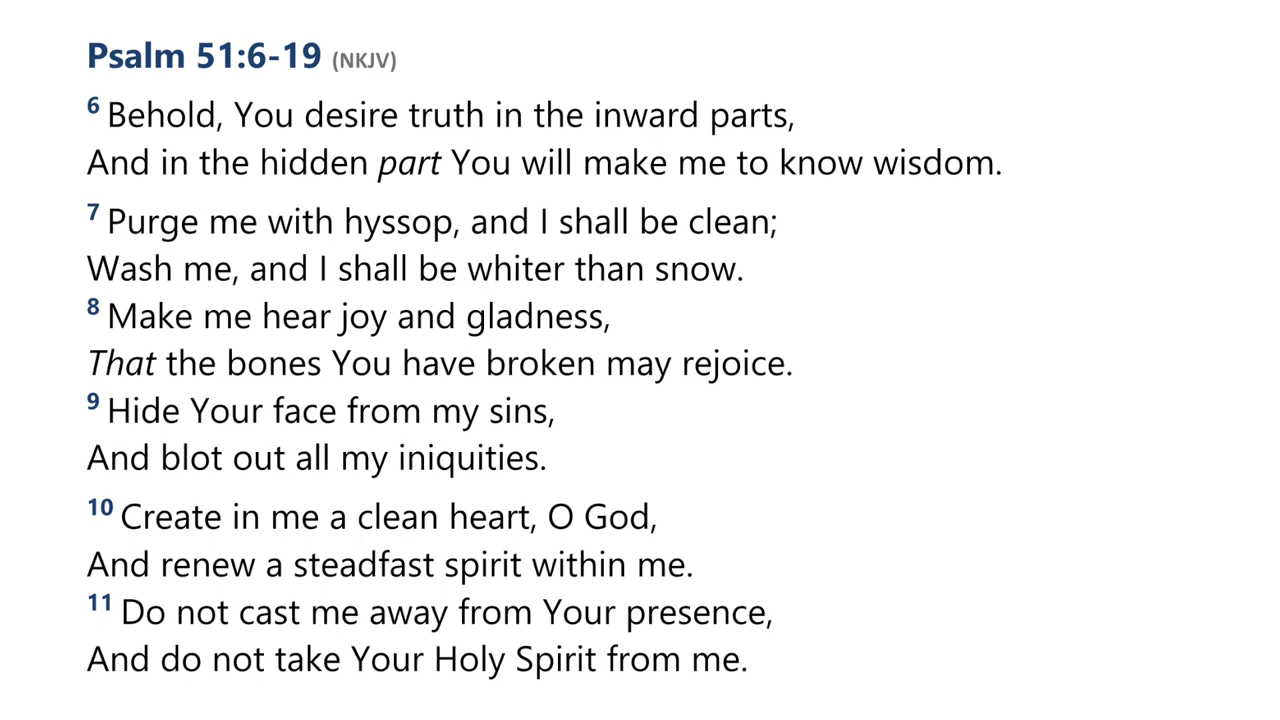 Psalm 51:6-19 (NKJV)
6 Behold, You desire truth in the inward parts,
And in the hidden part You will make me to know wisdom.
7 Purge me with hyssop, and I shall be clean;
Wash me, and I shall be whiter than snow.
8 Make me hear joy and gladness,
That the bones You have broken may rejoice.
9 Hide Your face from my sins,
And blot out all my iniquities.
10 Create in me a clean heart, O God,
And renew a steadfast spirit within me.
11 Do not cast me away from Your presence,
And do not take Your Holy Spirit from me.